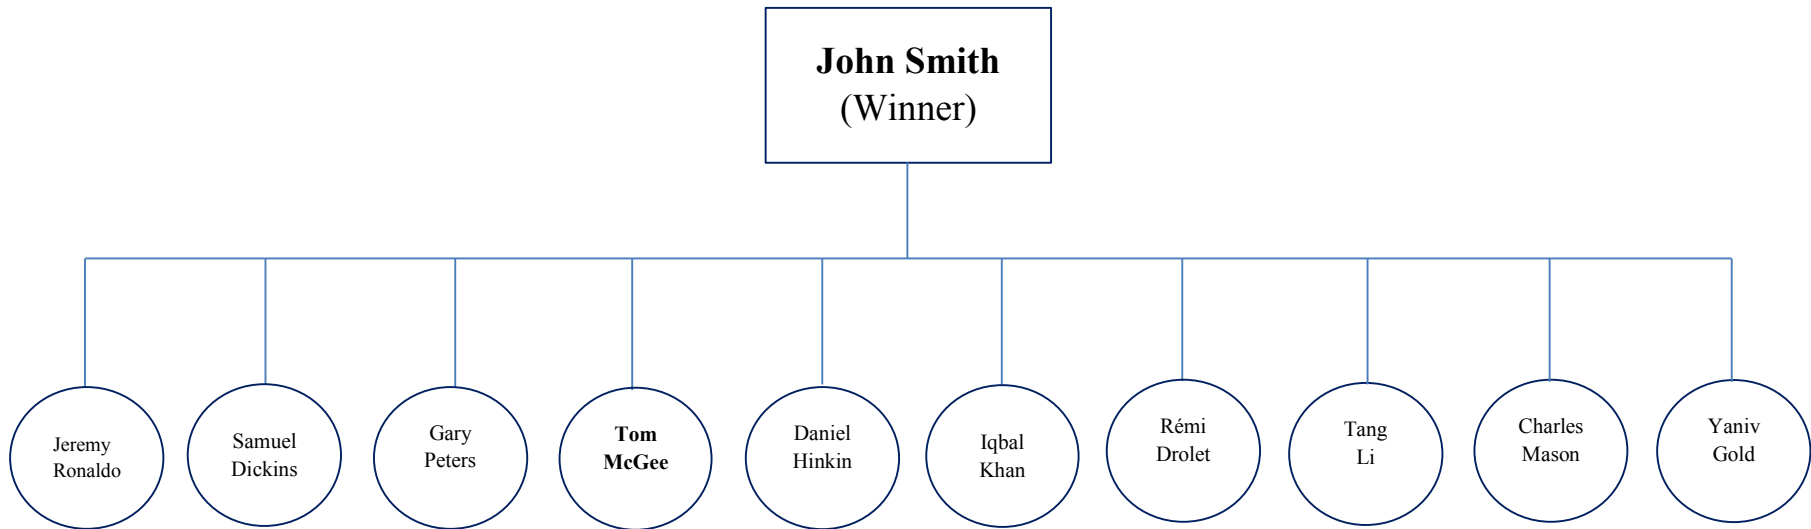 John Smith
(Winner)
Jeremy
Ronaldo
Samuel
Dickins
Gary
Peters
Tom
McGee
Daniel
Hinkin
Iqbal
Khan
Rémi
Drolet
Tang
Li
Charles
Mason
Yaniv
Gold